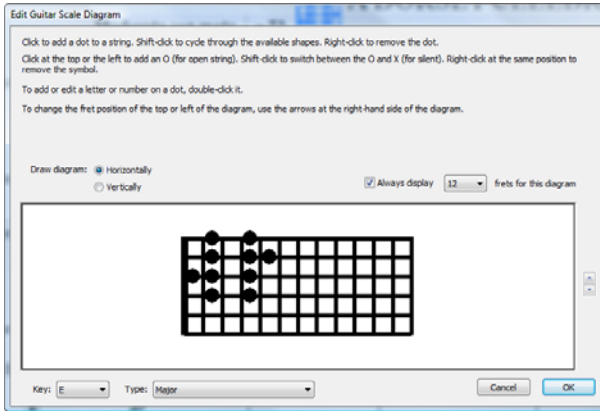 Edit Guitar Scale Diagram
Click to add a dot to a string. Shift-click to cycle through the available shapes. Right-click to remove the dot.
Click at the top or the left to add an O (for open string). Shift-click to switch between the O and X (for silent). Right-click at the same position to
remove the symbol.
To add or edit a letter or number on a dot, double-click it.
To change the fret position of the top or left of the diagram, use the arrows at the right-hand side of the diagram.
Draw diagram: Horizontally
Vertically
Always display 12 frets for this diagram
Key: E Type: Major Cancel OK